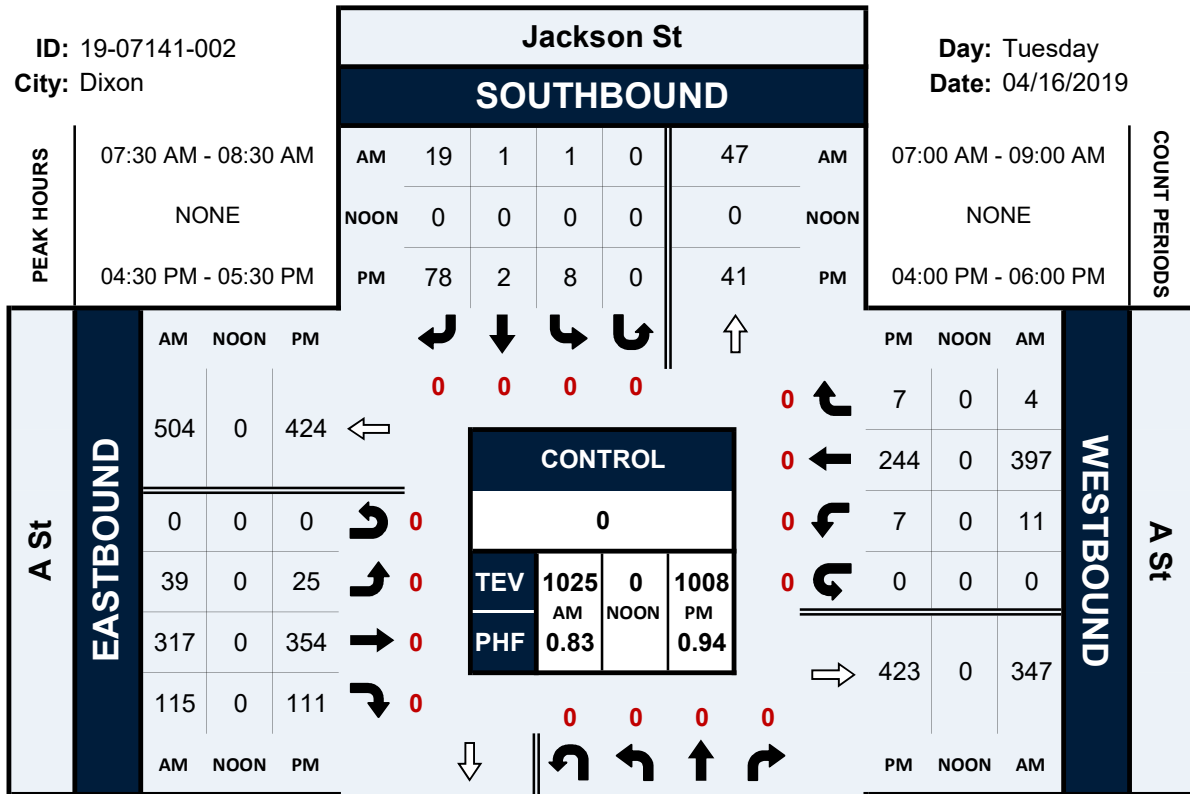 ID: 19-07141-002
City: Dixon
Jackson St
SOUTHBOUND
Day: Tuesday
Date: 04/16/2019
PEAK HOURS
07:30 AM - 08:30 AM
NONE
04:30 PM - 05:30 PM
AM 19 1 1 0 47 AM
NOON 0 0 0 0 0 NOON
PM 78 2 8 0 41 PM
07:00 AM - 09:00 AM
NONE
04:00 PM - 06:00 PM
COUNT PERIODS
0 0 0 0
A St
EASTBOUND
AM NOON PM
504 0 424
0 0 0 0
39 0 25 0
317 0 354 0
115 0 111 0
AM NOON PM
CONTROL
0
TEV 1025 0 1008
AM NOON PM
PHF 0.83 0.94
PM NOON AM
0 7 0 4
0 244 0 397
0 7 0 11
0 0 0 0
423 0 347
PM NOON AM
WESTBOUND
A St
0 0 0 0